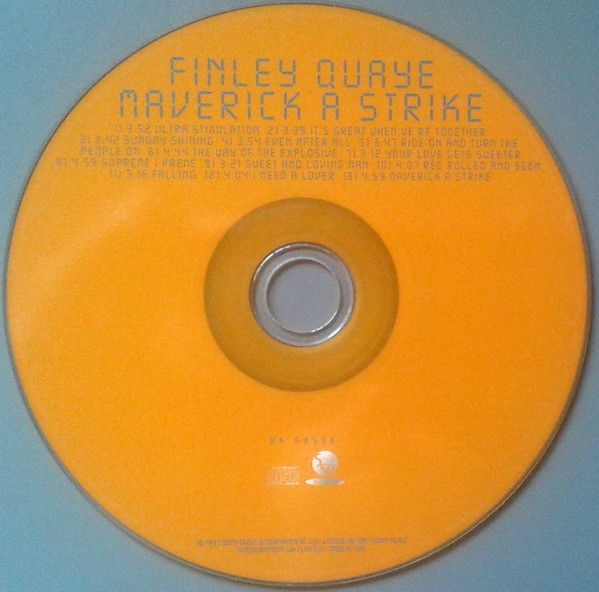 FINLEY QUAYE
MAVERICK A STRIKE
1) 3.52 ULTRA STIMULATION 2) 3.39 IT'S GREAT WHEN WE'RE TOGETHER
3) 3.42 SUNDAY SHINING 4) 3.54 EVEN AFTER ALL 5) 3.47 RIDE ON AND TURN THE
PEOPLE ON 6) 4.44 THE WAY OF THE EXPLOSIVE 7) 3.12 YOUR LOVE GETS SWEETER
8) 4.59 SUPREME I PREME 9) 3.21 SWEET AND LOVING MAN 10) 4.07 RED ROLLED AND SEEN
11) 3.16 FALLING 12) 4.04 I NEED A LOVER 13) 4.59 MAVERICK A STRIKE
BK 68506